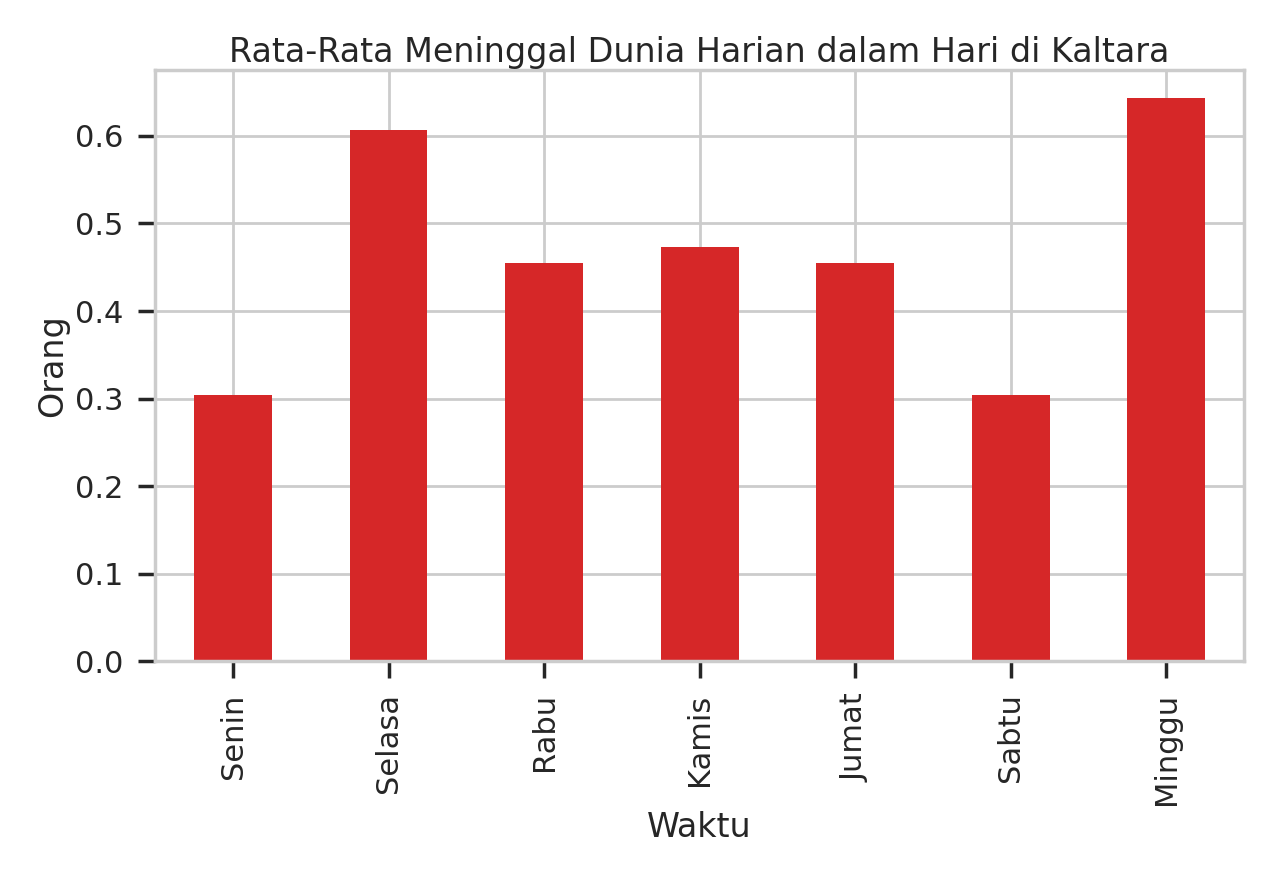 Rata-Rata Meninggal Dunia Harian dalam Hari di Kaltara
0.6
0.5
0.4
0.3
0.2
0.1
0.0
Orang
Senin
Selasa
Rabu
Kamis
Jumat
Sabtu
Minggu
Waktu